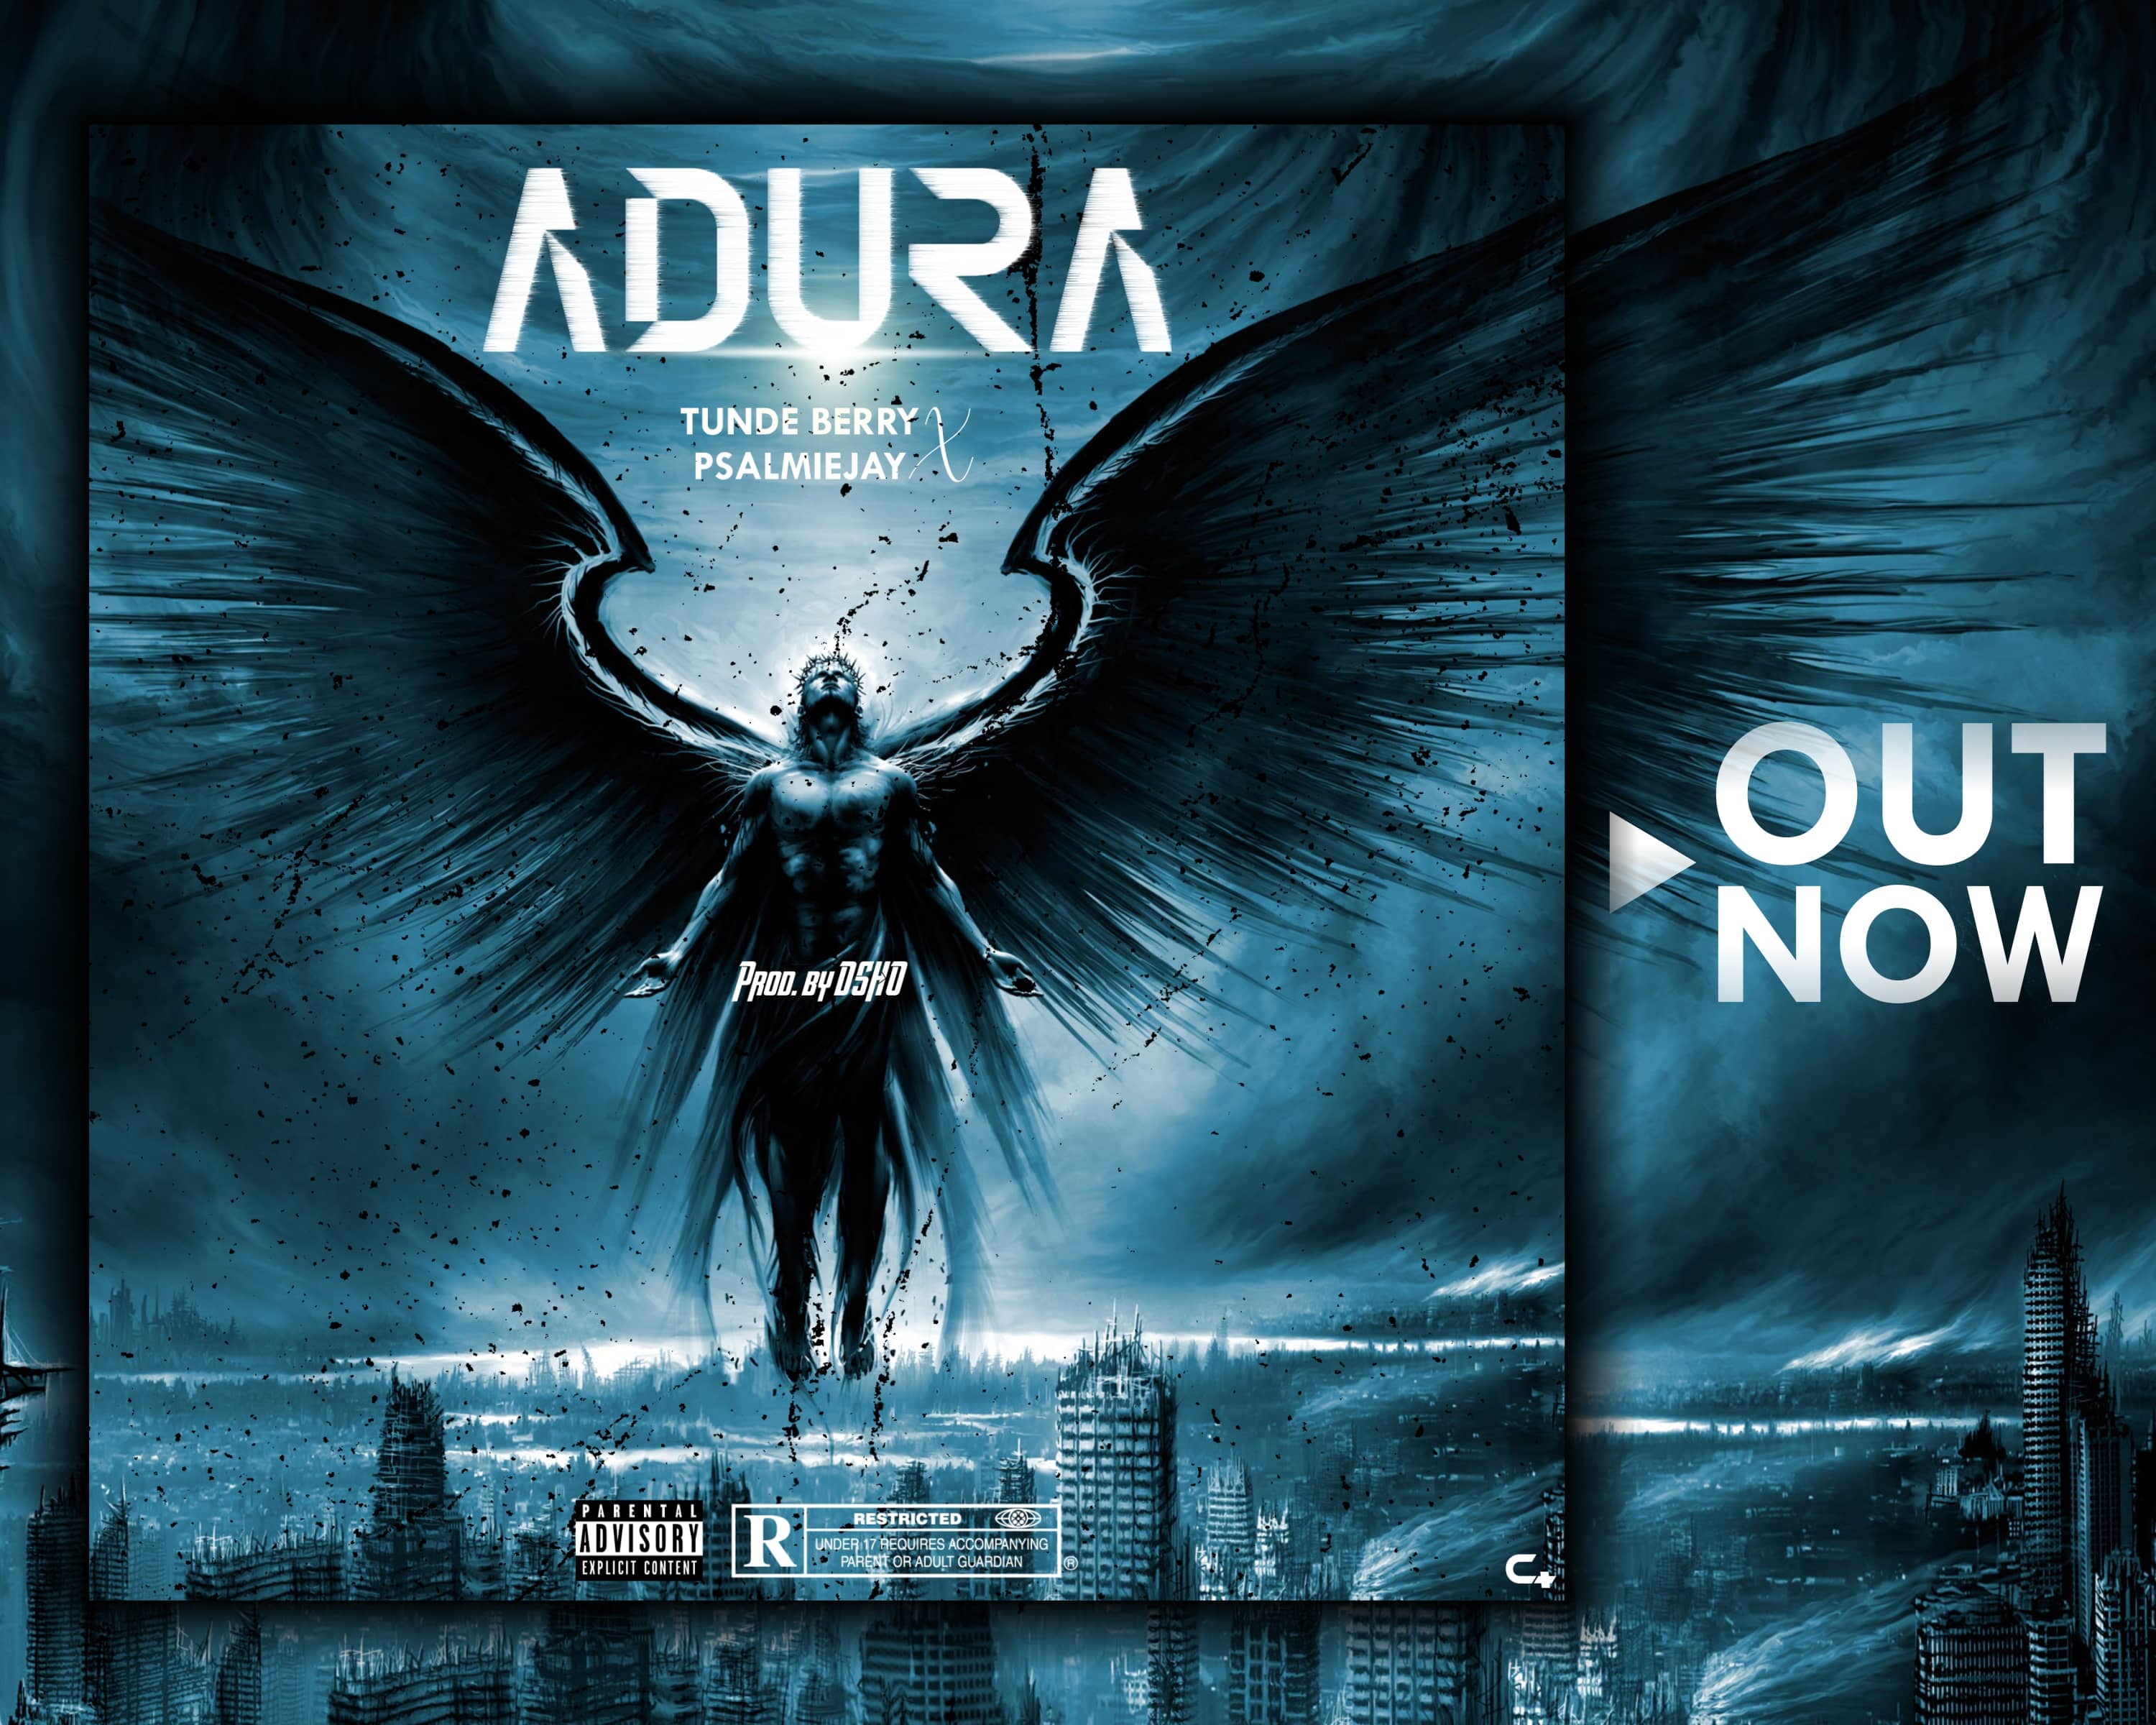 ADURA
TUNDE BERRY X
PSALMIEJAY
PROD. BY DSKO
OUT
NOW
PARENTAL
ADVISORY
EXPLICIT CONTENT
R
RESTRICTED
UNDER 17 REQUIRES ACCOMPANYING
PARENT OR ADULT GUARDIAN
®
C+